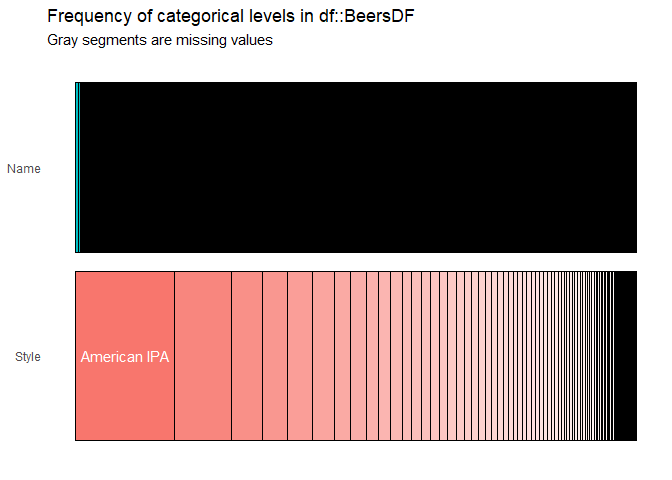 Frequency of categorical levels in df::BeersDF
Gray segments are missing values
Name
Style
American IPA